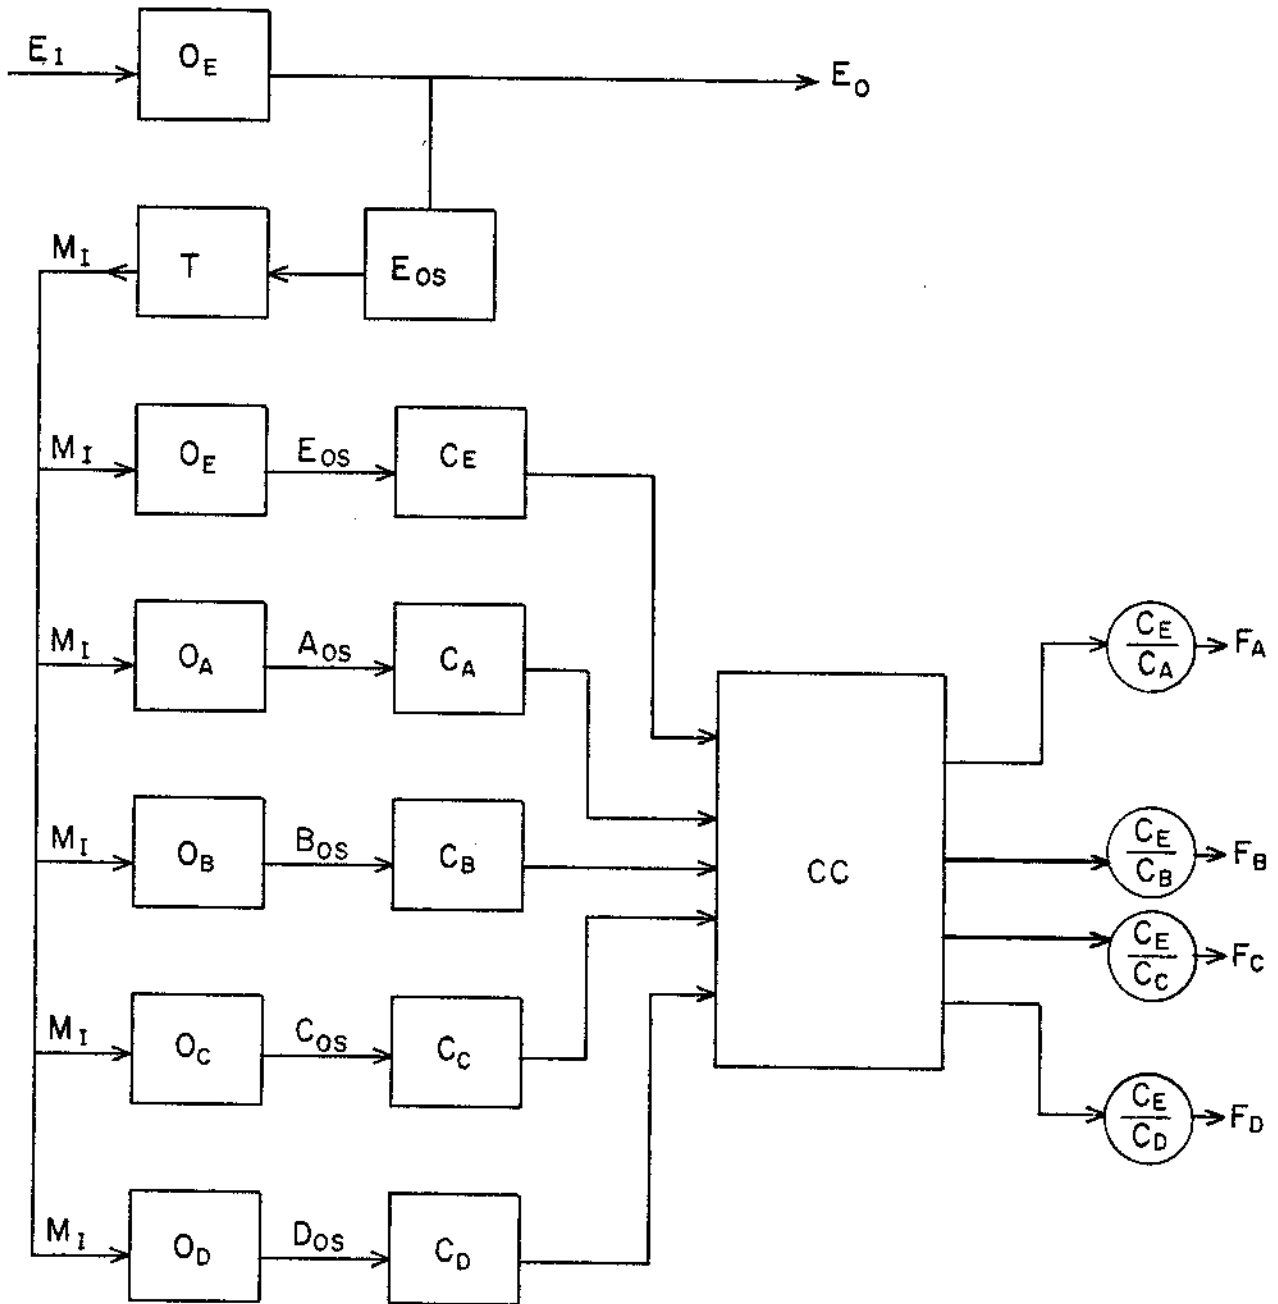 E_I O_E E_O
M_I T E_OS
M_I O_E E_OS C_E
M_I O_A A_OS C_A C_E/C_A F_A
M_I O_B B_OS C_B CC C_E/C_B F_B
C_E/C_C F_C
M_I O_C C_OS C_C
C_E/C_D F_D
M_I O_D D_OS C_D